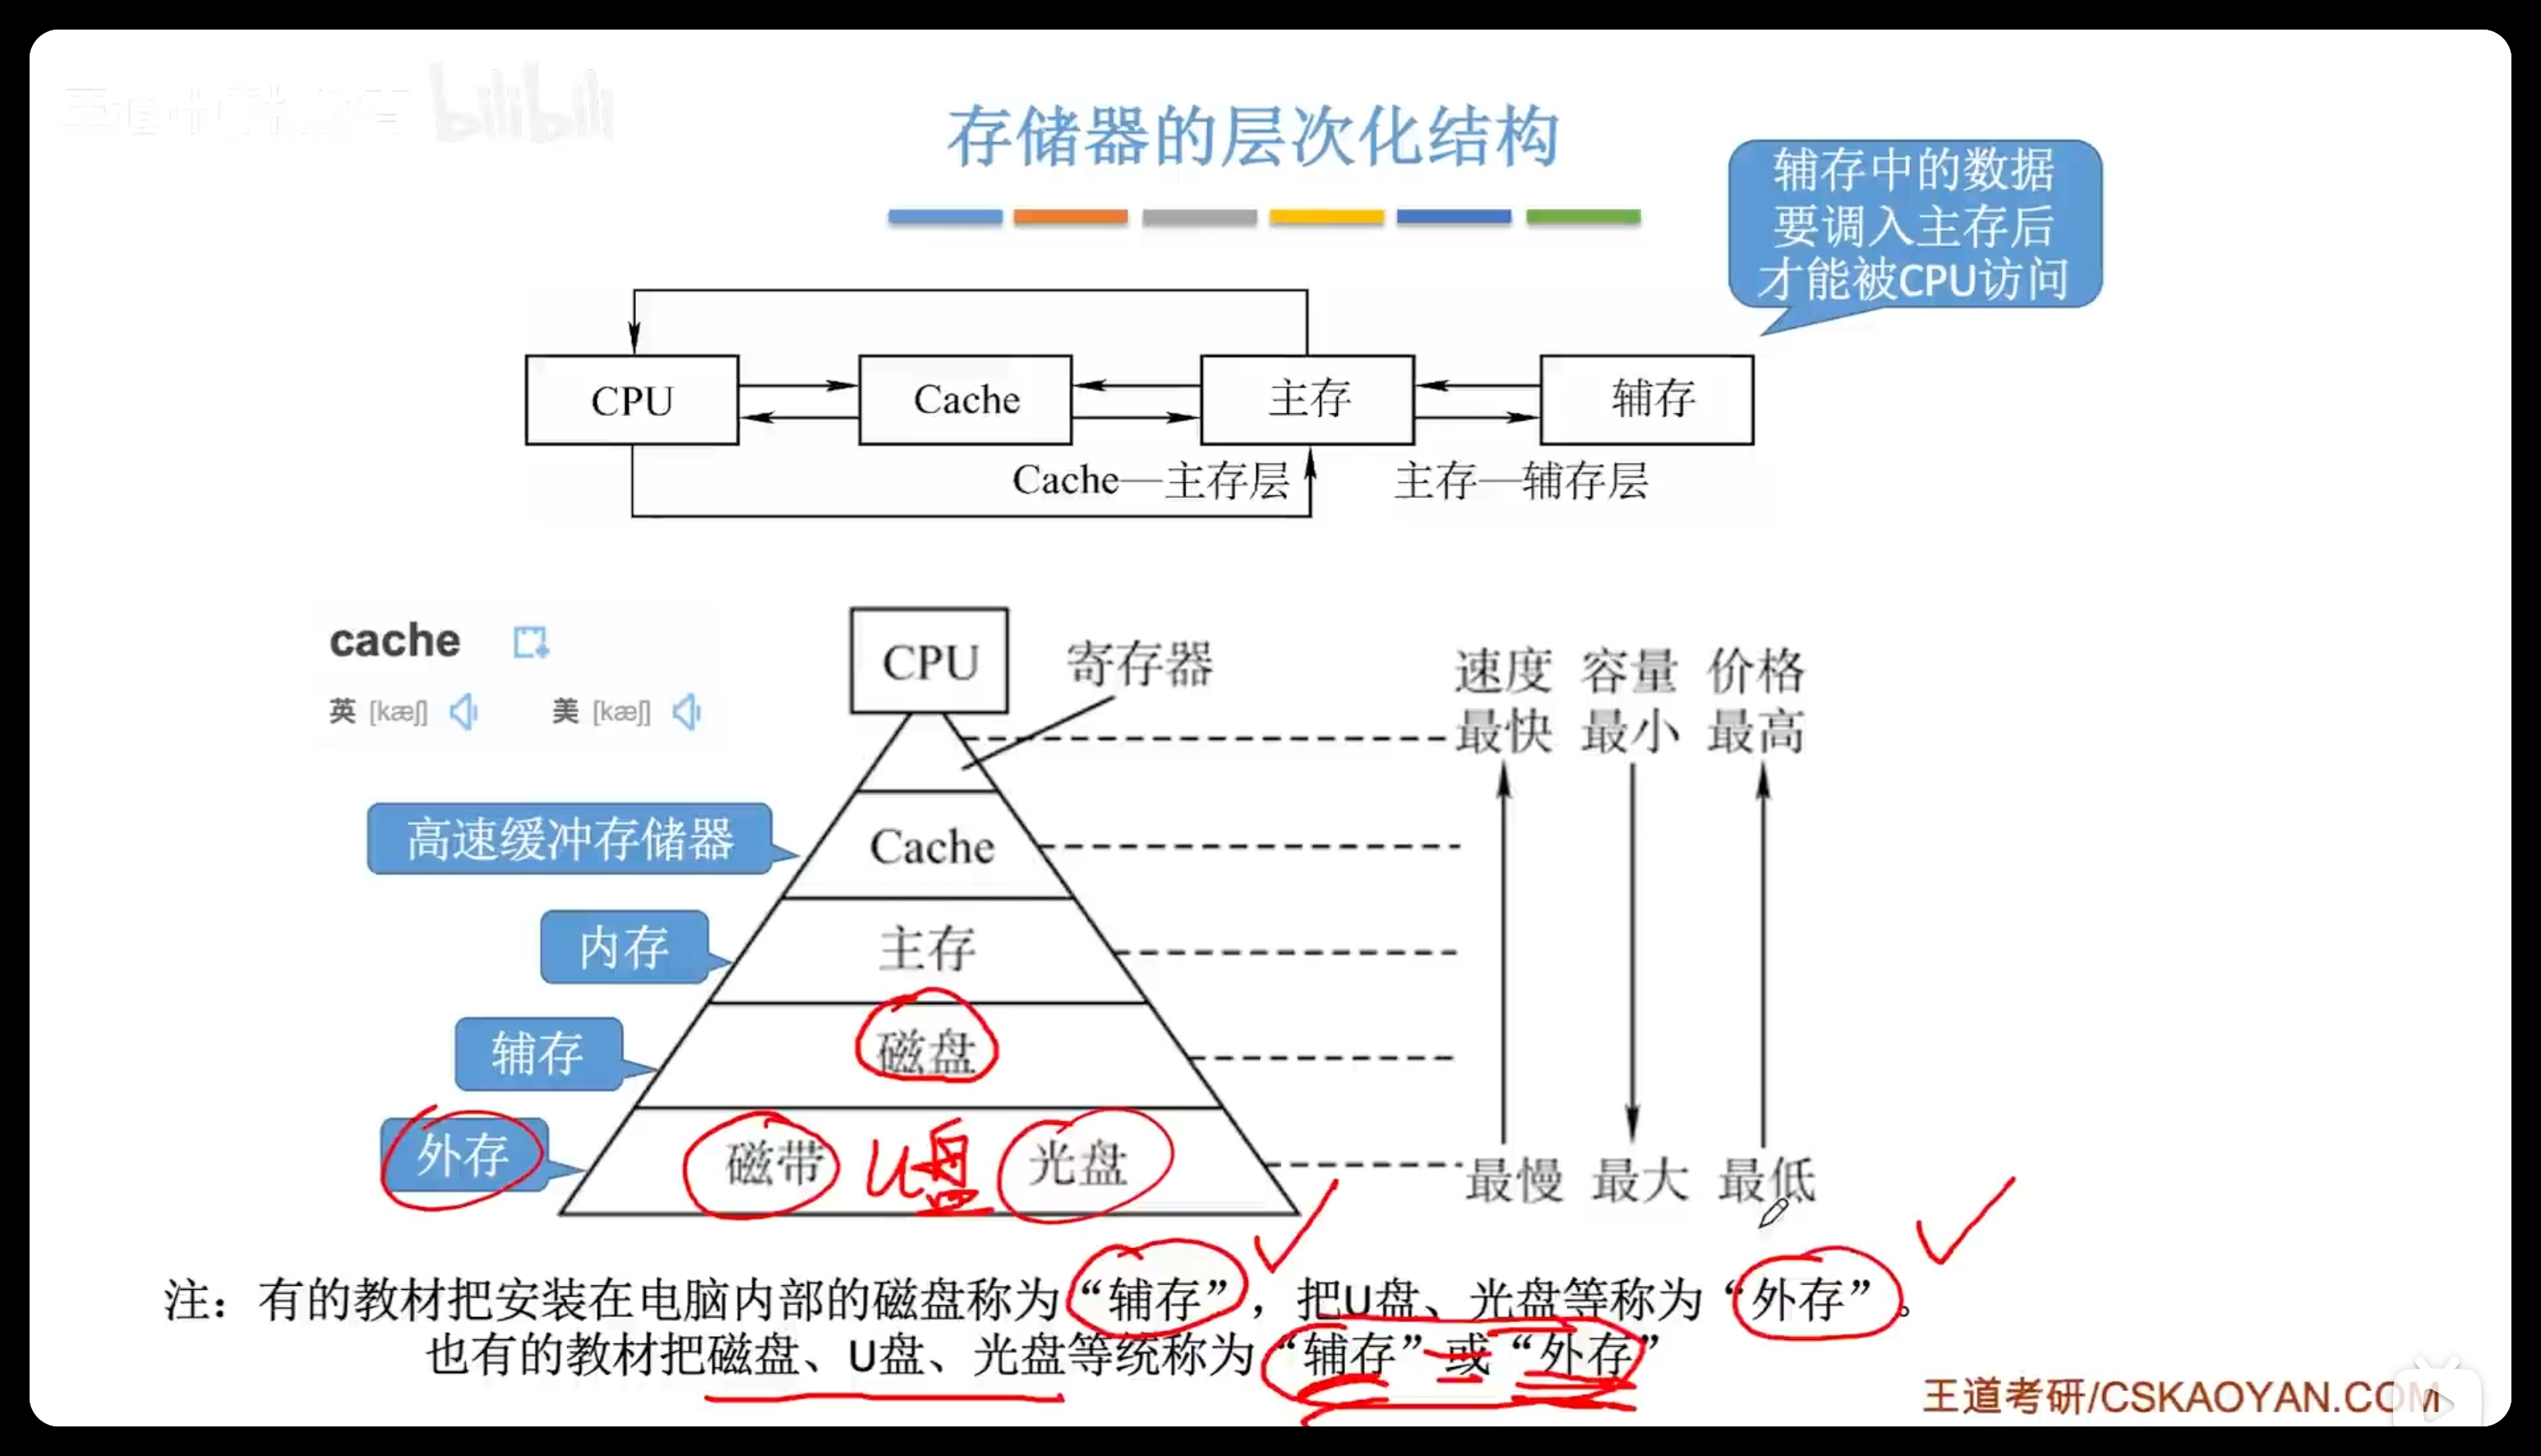 bilibili
存储器的层次化结构
辅存中的数据
要调入主存后
才能被CPU访问
CPU
Cache
主存
辅存
Cache—主存层
主存—辅存层
cache
英 [kæʃ] 美 [kæʃ]
CPU
寄存器
速度 容量 价格
最快 最小 最高
高速缓冲存储器
Cache
内存
主存
辅存
磁盘
外存
磁带 U盘 光盘
最慢 最大 最低
注：有的教材把安装在电脑内部的磁盘称为“辅存”，把U盘、光盘等称为“外存”。
也有的教材把磁盘、U盘、光盘等统称为“辅存”或“外存”
王道考研/CSKAOYAN.COM